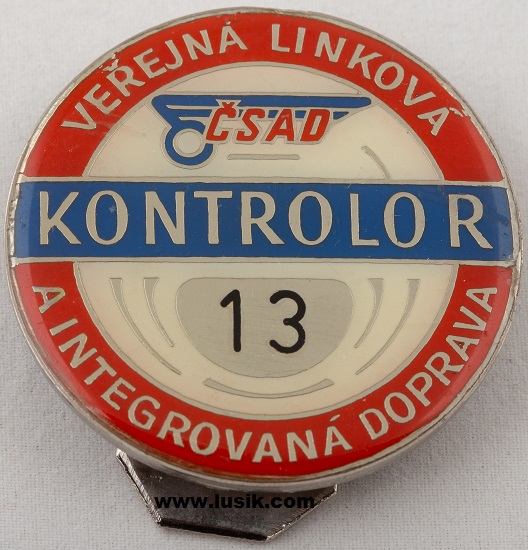 VEŘEJNÁ LINKOVÁ
ČSAD
KONTROLOR
13
A INTEGROVANÁ DOPRAVA
www.lusik.com